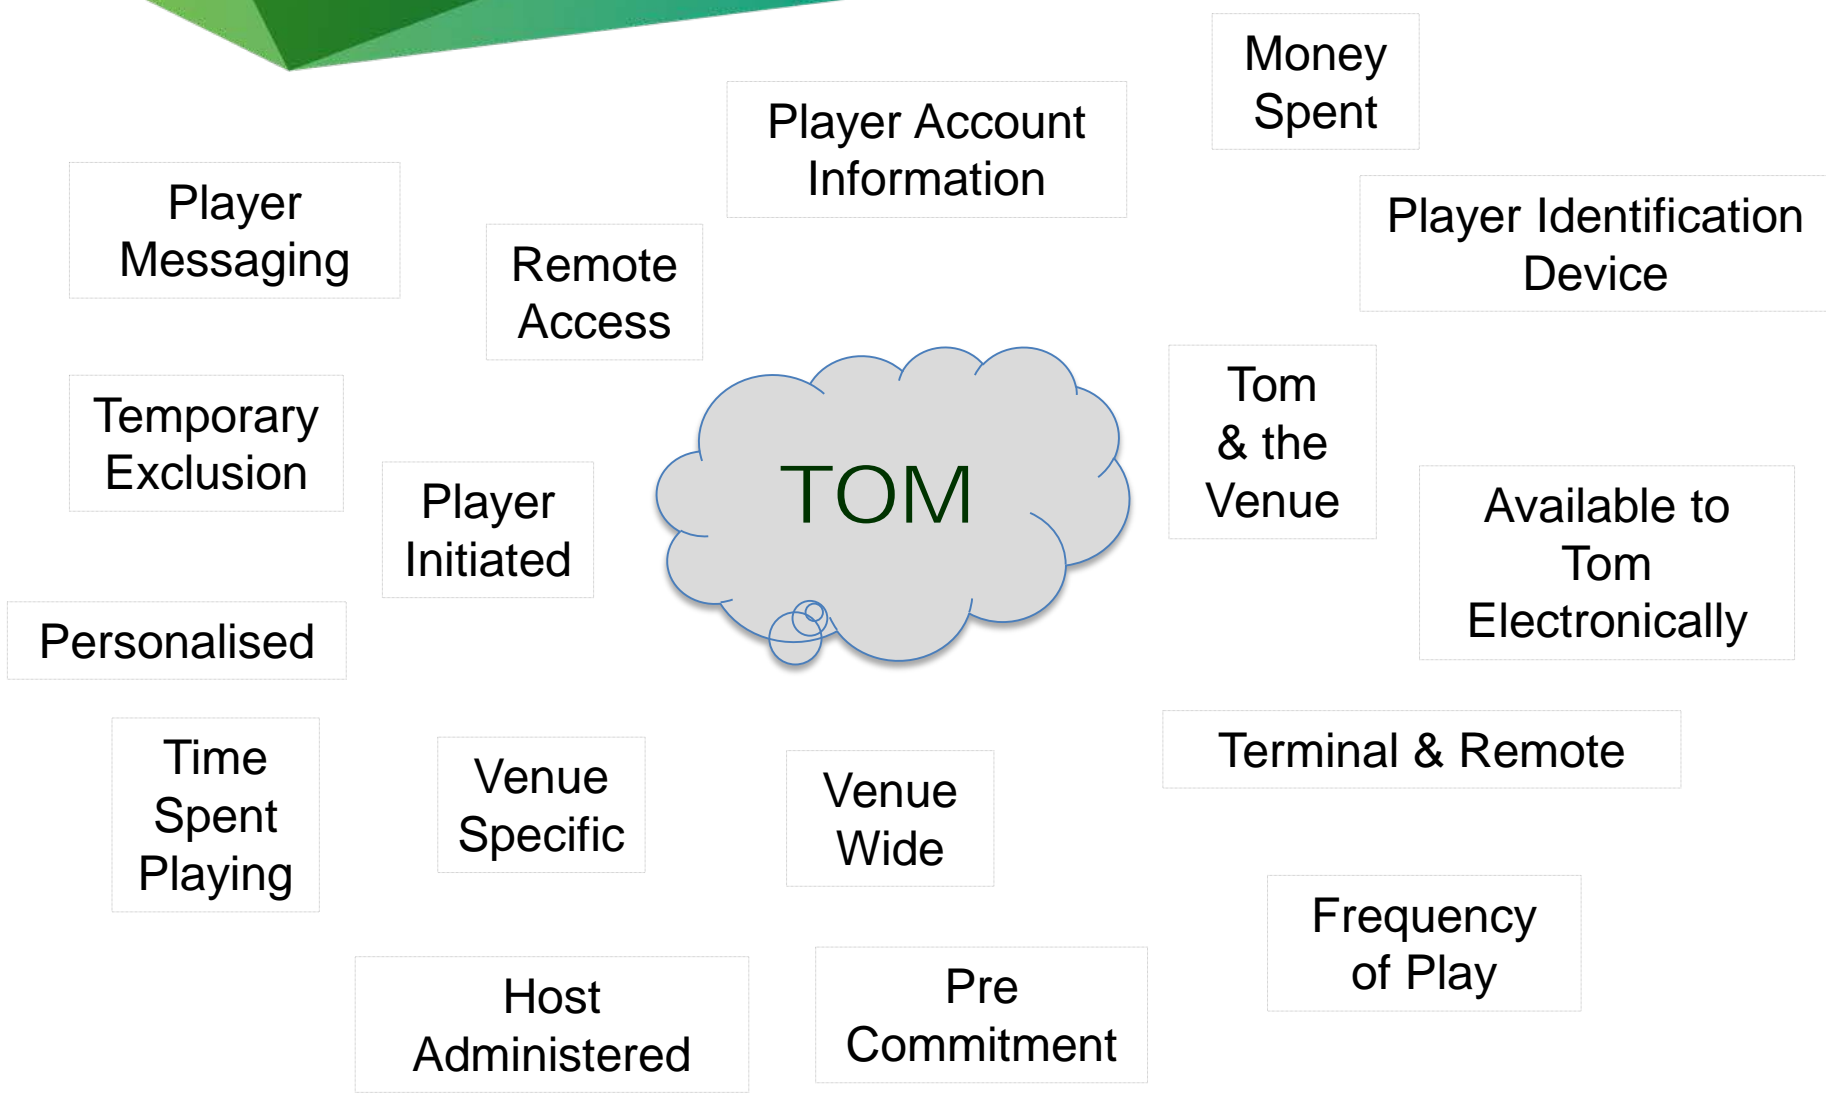 Money
Spent
Player Account
Information
Player
Messaging
Player Identification
Device
Remote
Access
Temporary
Exclusion
Tom
& the
Venue
TOM
Player
Initiated
Available to
Tom
Electronically
Personalised
Time
Spent
Playing
Venue
Specific
Venue
Wide
Terminal & Remote
Frequency
of Play
Host
Administered
Pre
Commitment